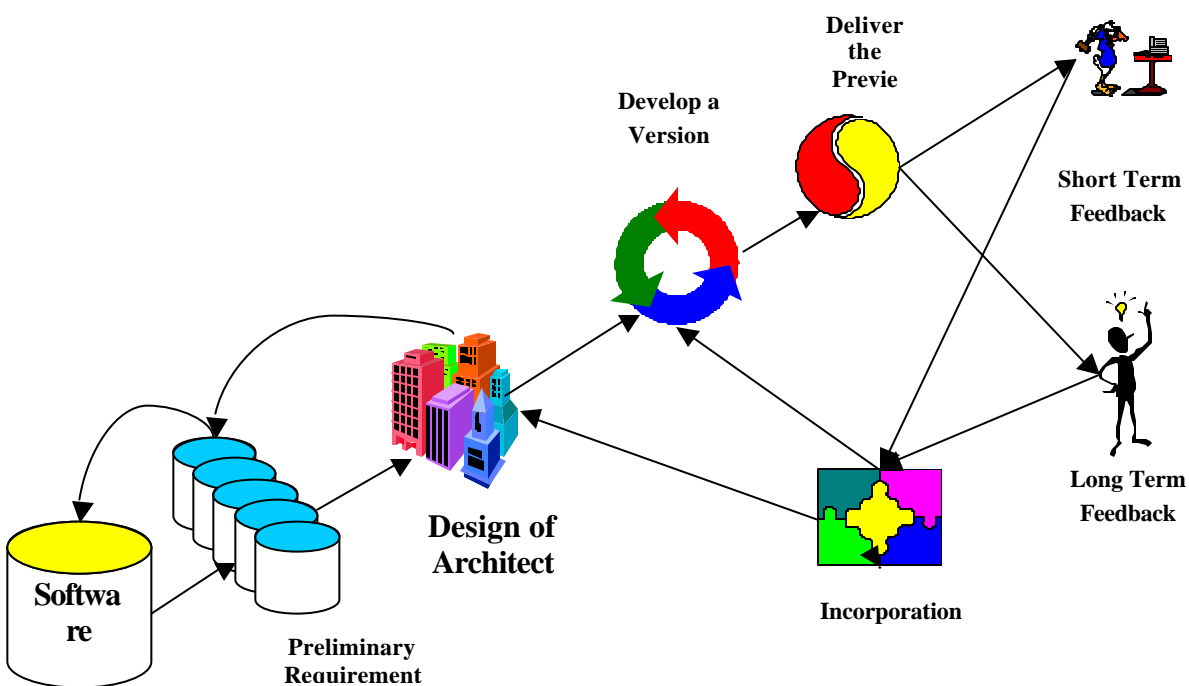 Deliver
the
Previe
Develop a
Version
Short Term
Feedback
Long Term
Feedback
Design of
Architect
Softwa
re
Incorporation
Preliminary
Requirement